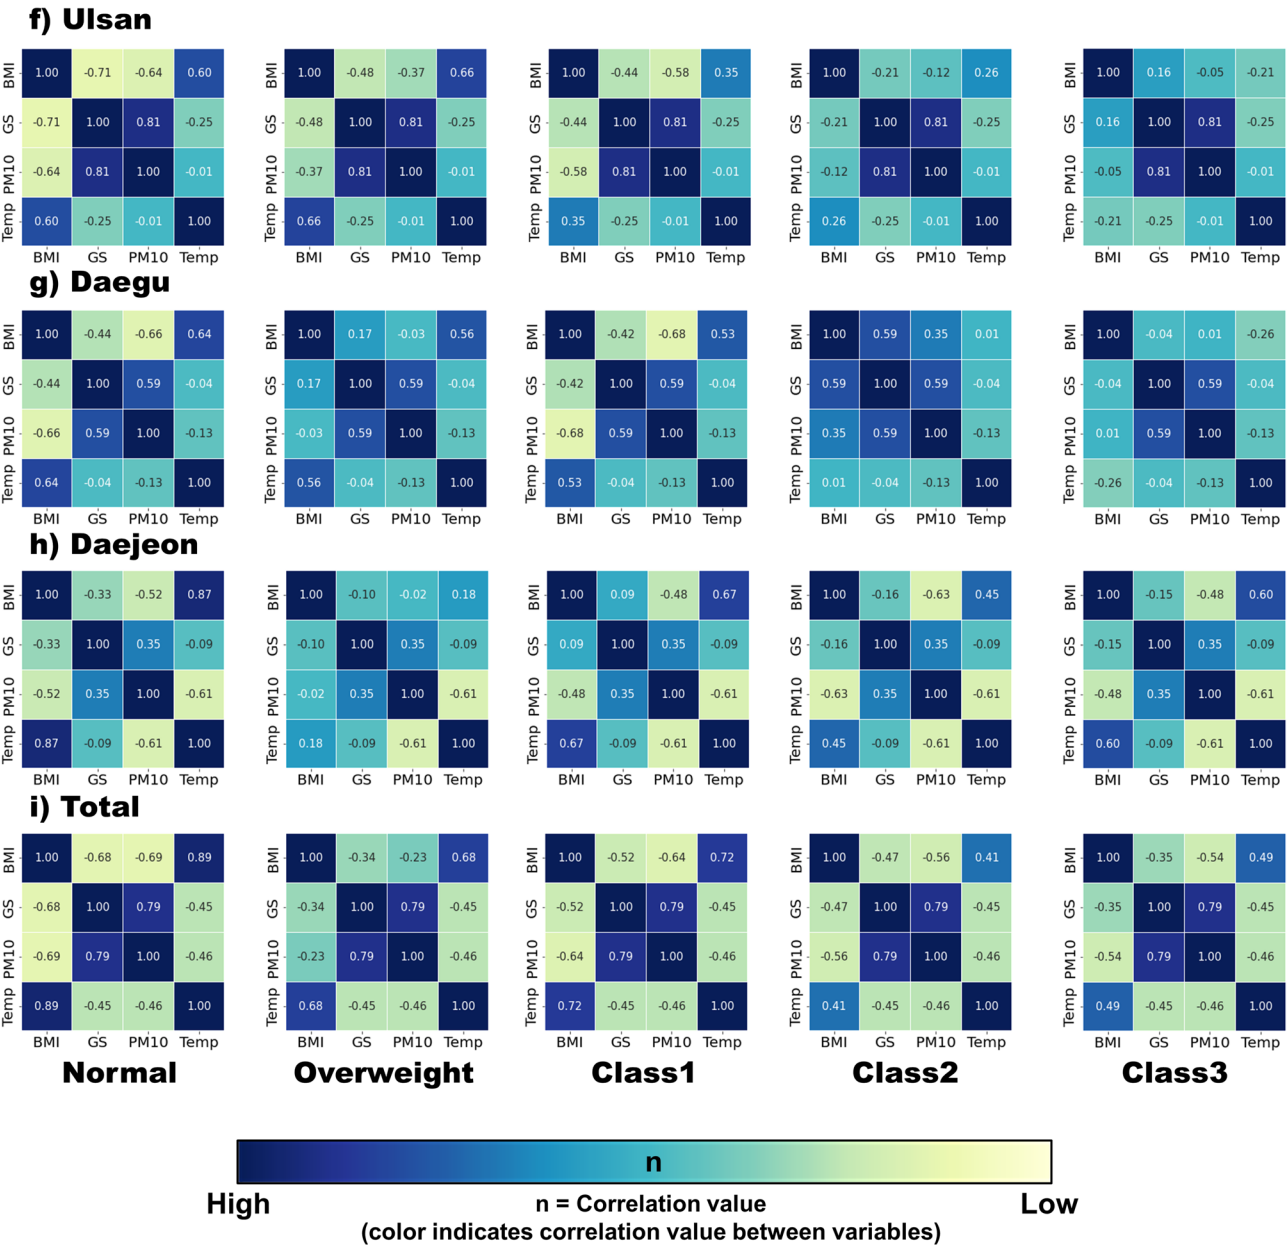 f) Ulsan
BMI 1.00 -0.71 -0.64 0.60 BMI 1.00 -0.48 -0.37 0.66 BMI 1.00 -0.44 -0.58 0.35 BMI 1.00 -0.21 -0.12 0.26 BMI 1.00 0.16 -0.05 -0.21
GS -0.71 1.00 0.81 -0.25 GS -0.48 1.00 0.81 -0.25 GS -0.44 1.00 0.81 -0.25 GS -0.21 1.00 0.81 -0.25 GS 0.16 1.00 0.81 -0.25
PM10 -0.64 0.81 1.00 -0.01 PM10 -0.37 0.81 1.00 -0.01 PM10 -0.58 0.81 1.00 -0.01 PM10 -0.12 0.81 1.00 -0.01 PM10 -0.05 0.81 1.00 -0.01
Temp 0.60 -0.25 -0.01 1.00 Temp 0.66 -0.25 -0.01 1.00 Temp 0.35 -0.25 -0.01 1.00 Temp 0.26 -0.25 -0.01 1.00 Temp -0.21 -0.25 -0.01 1.00
BMI GS PM10 Temp BMI GS PM10 Temp BMI GS PM10 Temp BMI GS PM10 Temp BMI GS PM10 Temp
g) Daegu
BMI 1.00 -0.44 -0.66 0.64 BMI 1.00 0.17 -0.03 0.56 BMI 1.00 -0.42 -0.68 0.53 BMI 1.00 0.59 0.35 0.01 BMI 1.00 -0.04 0.01 -0.26
GS -0.44 1.00 0.59 -0.04 GS 0.17 1.00 0.59 -0.04 GS -0.42 1.00 0.59 -0.04 GS 0.59 1.00 0.59 -0.04 GS -0.04 1.00 0.59 -0.04
PM10 -0.66 0.59 1.00 -0.13 PM10 -0.03 0.59 1.00 -0.13 PM10 -0.68 0.59 1.00 -0.13 PM10 0.35 0.59 1.00 -0.13 PM10 0.01 0.59 1.00 -0.13
Temp 0.64 -0.04 -0.13 1.00 Temp 0.56 -0.04 -0.13 1.00 Temp 0.53 -0.04 -0.13 1.00 Temp 0.01 -0.04 -0.13 1.00 Temp -0.26 -0.04 -0.13 1.00
BMI GS PM10 Temp BMI GS PM10 Temp BMI GS PM10 Temp BMI GS PM10 Temp BMI GS PM10 Temp
h) Daejeon
BMI 1.00 -0.33 -0.52 0.87 BMI 1.00 -0.10 -0.02 0.18 BMI 1.00 0.09 -0.48 0.67 BMI 1.00 -0.16 -0.63 0.45 BMI 1.00 -0.15 -0.48 0.60
GS -0.33 1.00 0.35 -0.09 GS -0.10 1.00 0.35 -0.09 GS 0.09 1.00 0.35 -0.09 GS -0.16 1.00 0.35 -0.09 GS -0.15 1.00 0.35 -0.09
PM10 -0.52 0.35 1.00 -0.61 PM10 -0.02 0.35 1.00 -0.61 PM10 -0.48 0.35 1.00 -0.61 PM10 -0.63 0.35 1.00 -0.61 PM10 -0.48 0.35 1.00 -0.61
Temp 0.87 -0.09 -0.61 1.00 Temp 0.18 -0.09 -0.61 1.00 Temp 0.67 -0.09 -0.61 1.00 Temp 0.45 -0.09 -0.61 1.00 Temp 0.60 -0.09 -0.61 1.00
BMI GS PM10 Temp BMI GS PM10 Temp BMI GS PM10 Temp BMI GS PM10 Temp BMI GS PM10 Temp
i) Total
BMI 1.00 -0.68 -0.69 0.89 BMI 1.00 -0.34 -0.23 0.68 BMI 1.00 -0.52 -0.64 0.72 BMI 1.00 -0.47 -0.56 0.41 BMI 1.00 -0.35 -0.54 0.49
GS -0.68 1.00 0.79 -0.45 GS -0.34 1.00 0.79 -0.45 GS -0.52 1.00 0.79 -0.45 GS -0.47 1.00 0.79 -0.45 GS -0.35 1.00 0.79 -0.45
PM10 -0.69 0.79 1.00 -0.46 PM10 -0.23 0.79 1.00 -0.46 PM10 -0.64 0.79 1.00 -0.46 PM10 -0.56 0.79 1.00 -0.46 PM10 -0.54 0.79 1.00 -0.46
Temp 0.89 -0.45 -0.46 1.00 Temp 0.68 -0.45 -0.46 1.00 Temp 0.72 -0.45 -0.46 1.00 Temp 0.41 -0.45 -0.46 1.00 Temp 0.49 -0.45 -0.46 1.00
BMI GS PM10 Temp BMI GS PM10 Temp BMI GS PM10 Temp BMI GS PM10 Temp BMI GS PM10 Temp
Normal Overweight Class1 Class2 Class3
n
High n = Correlation value Low
(color indicates correlation value between variables)